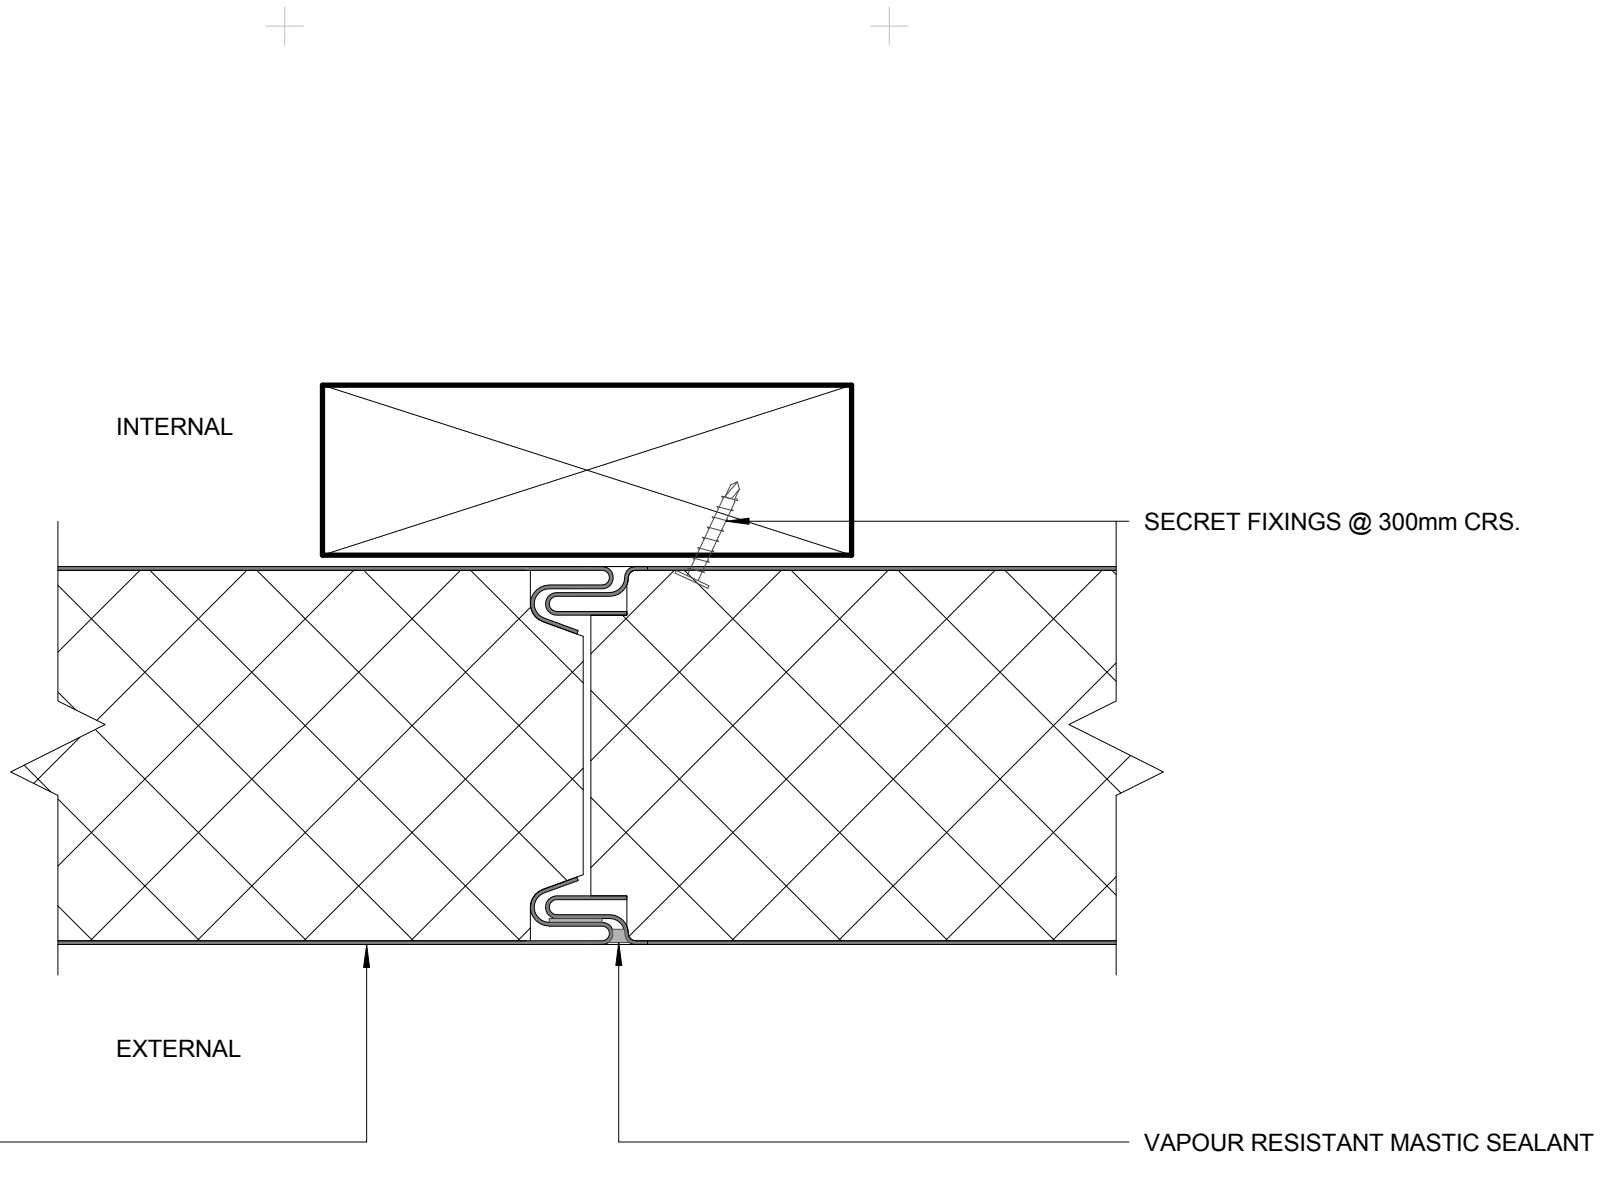 INTERNAL
SECRET FIXINGS @ 300mm CRS.
EXTERNAL
VAPOUR RESISTANT MASTIC SEALANT